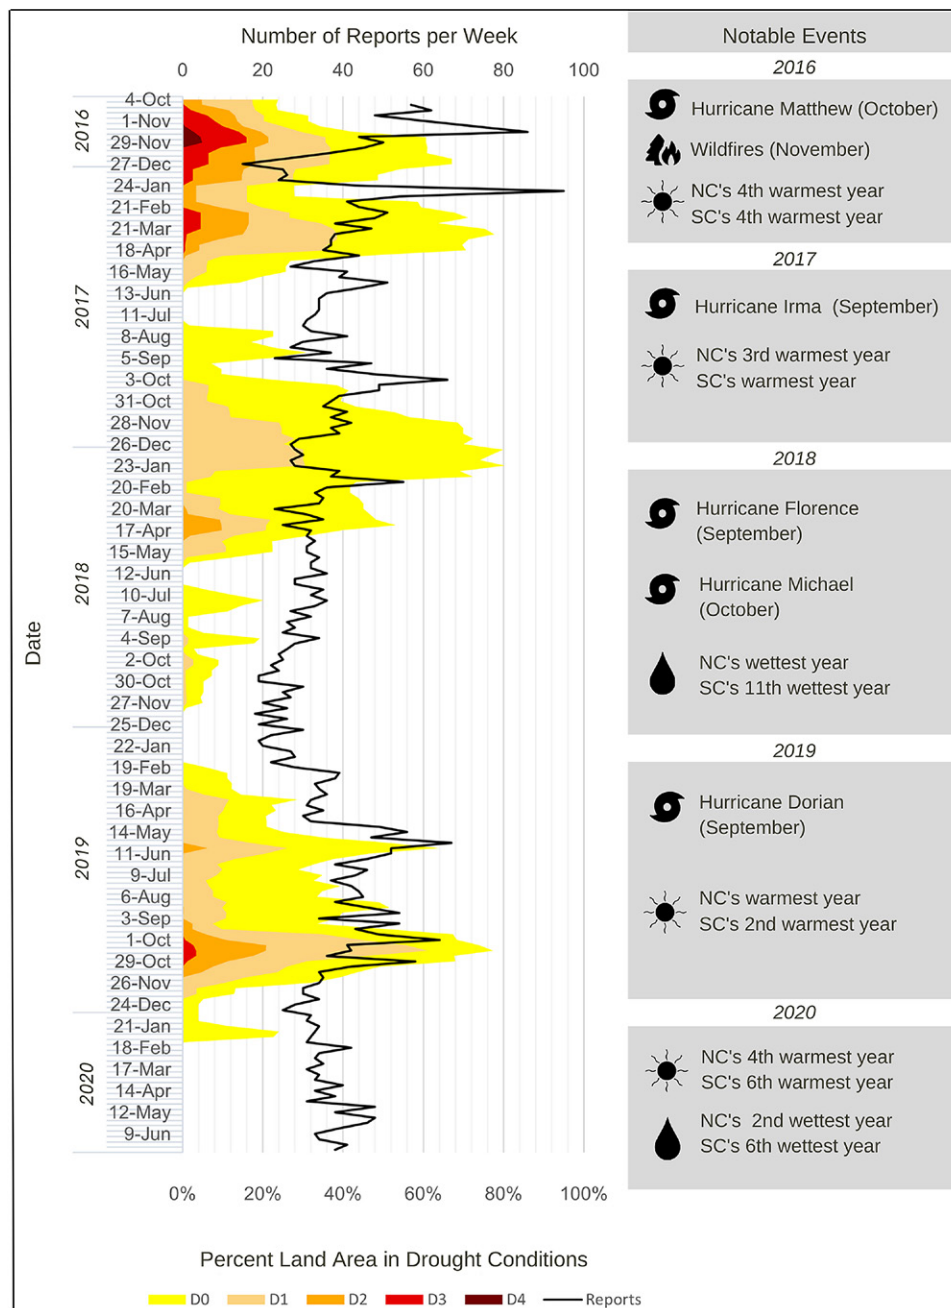 Number of Reports per Week
0 20 40 60 80 100
Notable Events
2016
Hurricane Matthew (October)
Wildfires (November)
NC's 4th warmest year
SC's 4th warmest year
2017
Hurricane Irma (September)
NC's 3rd warmest year
SC's warmest year
2018
Hurricane Florence
(September)
Hurricane Michael
(October)
NC's wettest year
SC's 11th wettest year
2019
Hurricane Dorian
(September)
NC's warmest year
SC's 2nd warmest year
2020
NC's 4th warmest year
SC's 6th warmest year
NC's 2nd wettest year
SC's 6th wettest year
Date
2016
4-Oct
1-Nov
29-Nov
27-Dec
2017
24-Jan
21-Feb
21-Mar
18-Apr
16-May
13-Jun
11-Jul
8-Aug
5-Sep
3-Oct
31-Oct
28-Nov
26-Dec
2018
23-Jan
20-Feb
20-Mar
17-Apr
15-May
12-Jun
10-Jul
7-Aug
4-Sep
2-Oct
30-Oct
27-Nov
25-Dec
2019
22-Jan
19-Feb
19-Mar
16-Apr
14-May
11-Jun
9-Jul
6-Aug
3-Sep
1-Oct
29-Oct
26-Nov
24-Dec
2020
21-Jan
18-Feb
17-Mar
14-Apr
12-May
9-Jun
0% 20% 40% 60% 80% 100%
Percent Land Area in Drought Conditions
D0 D1 D2 D3 D4 Reports